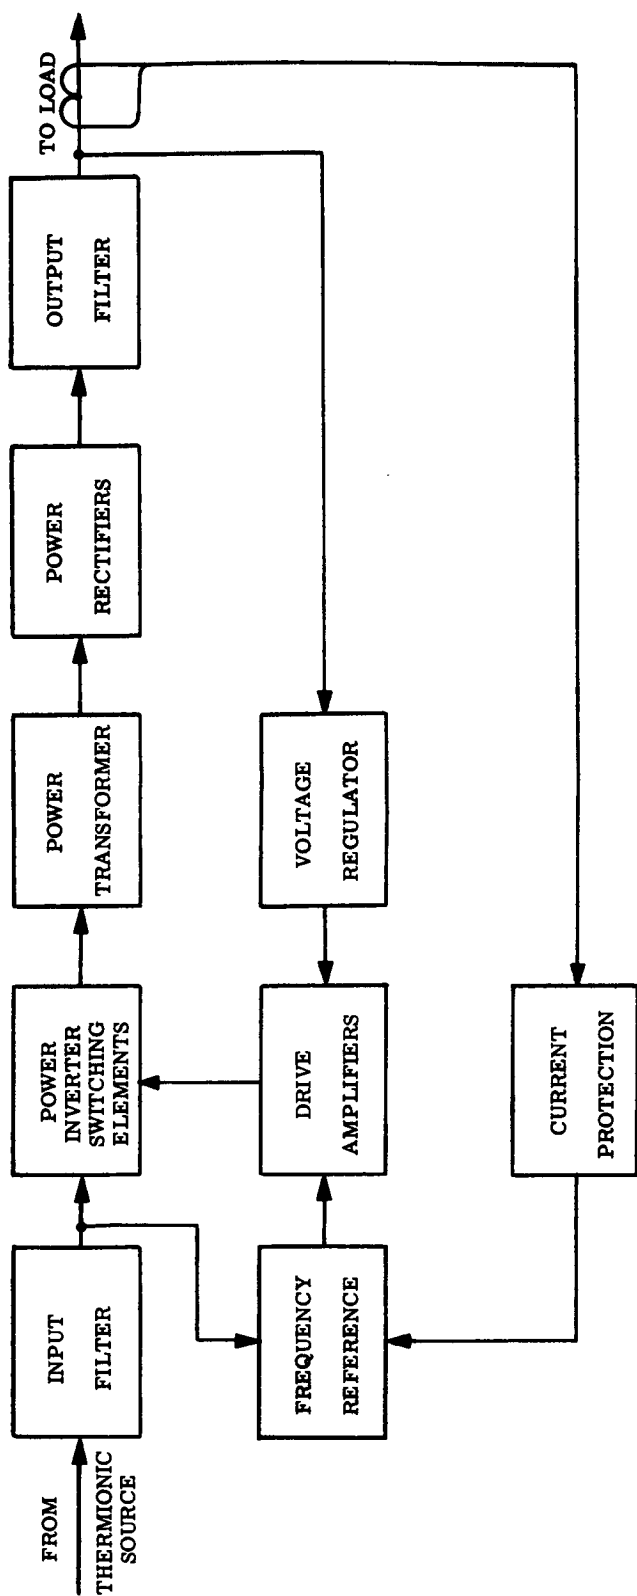 FROM
THERMIONIC
SOURCE
INPUT
FILTER
POWER
INVERTER
SWITCHING
ELEMENTS
POWER
TRANSFORMER
POWER
RECTIFIERS
OUTPUT
FILTER
TO LOAD
FREQUENCY
REFERENCE
DRIVE
AMPLIFIERS
VOLTAGE
REGULATOR
CURRENT
PROTECTION